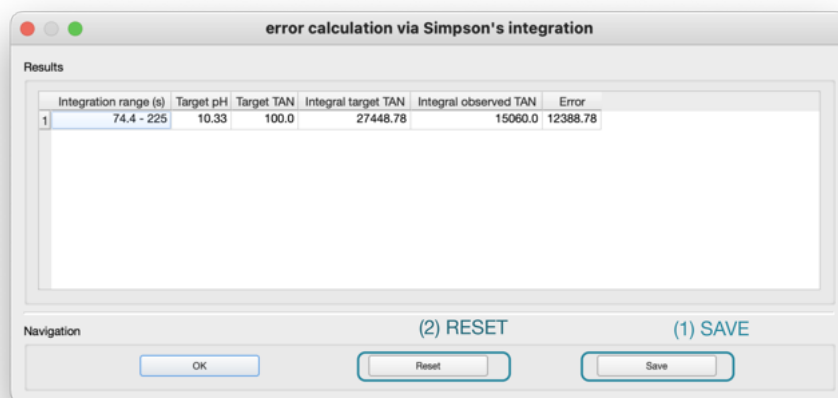 error calculation via Simpson's integration
Results
Integration range (s) Target pH Target TAN Integral target TAN Integral observed TAN Error
1 74.4 - 225 10.33 100.0 27448.78 15060.0 12388.78
Navigation
(2) RESET (1) SAVE
OK Reset Save